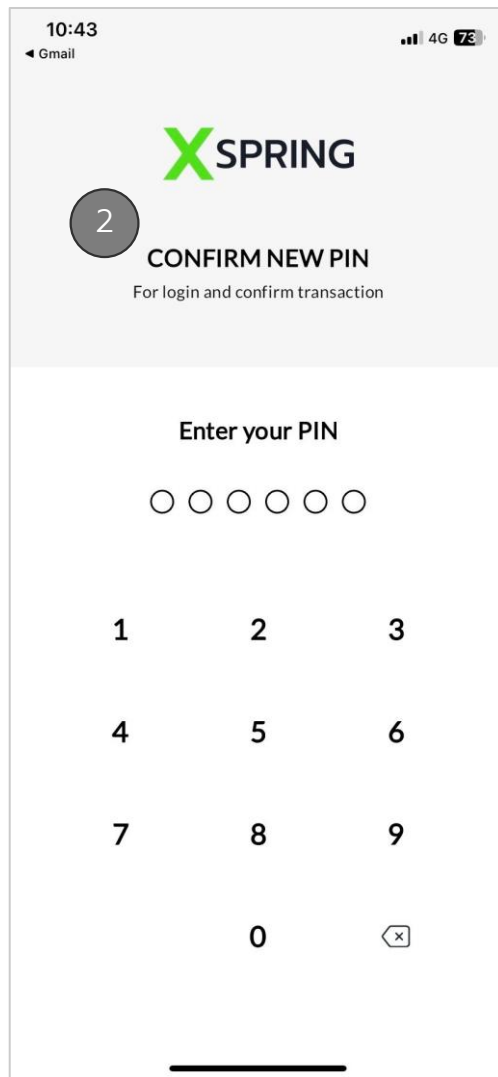 10:43
4G 73
◀ Gmail
XSPRING
2
CONFIRM NEW PIN
For login and confirm transaction
Enter your PIN
1 2 3
4 5 6
7 8 9
0